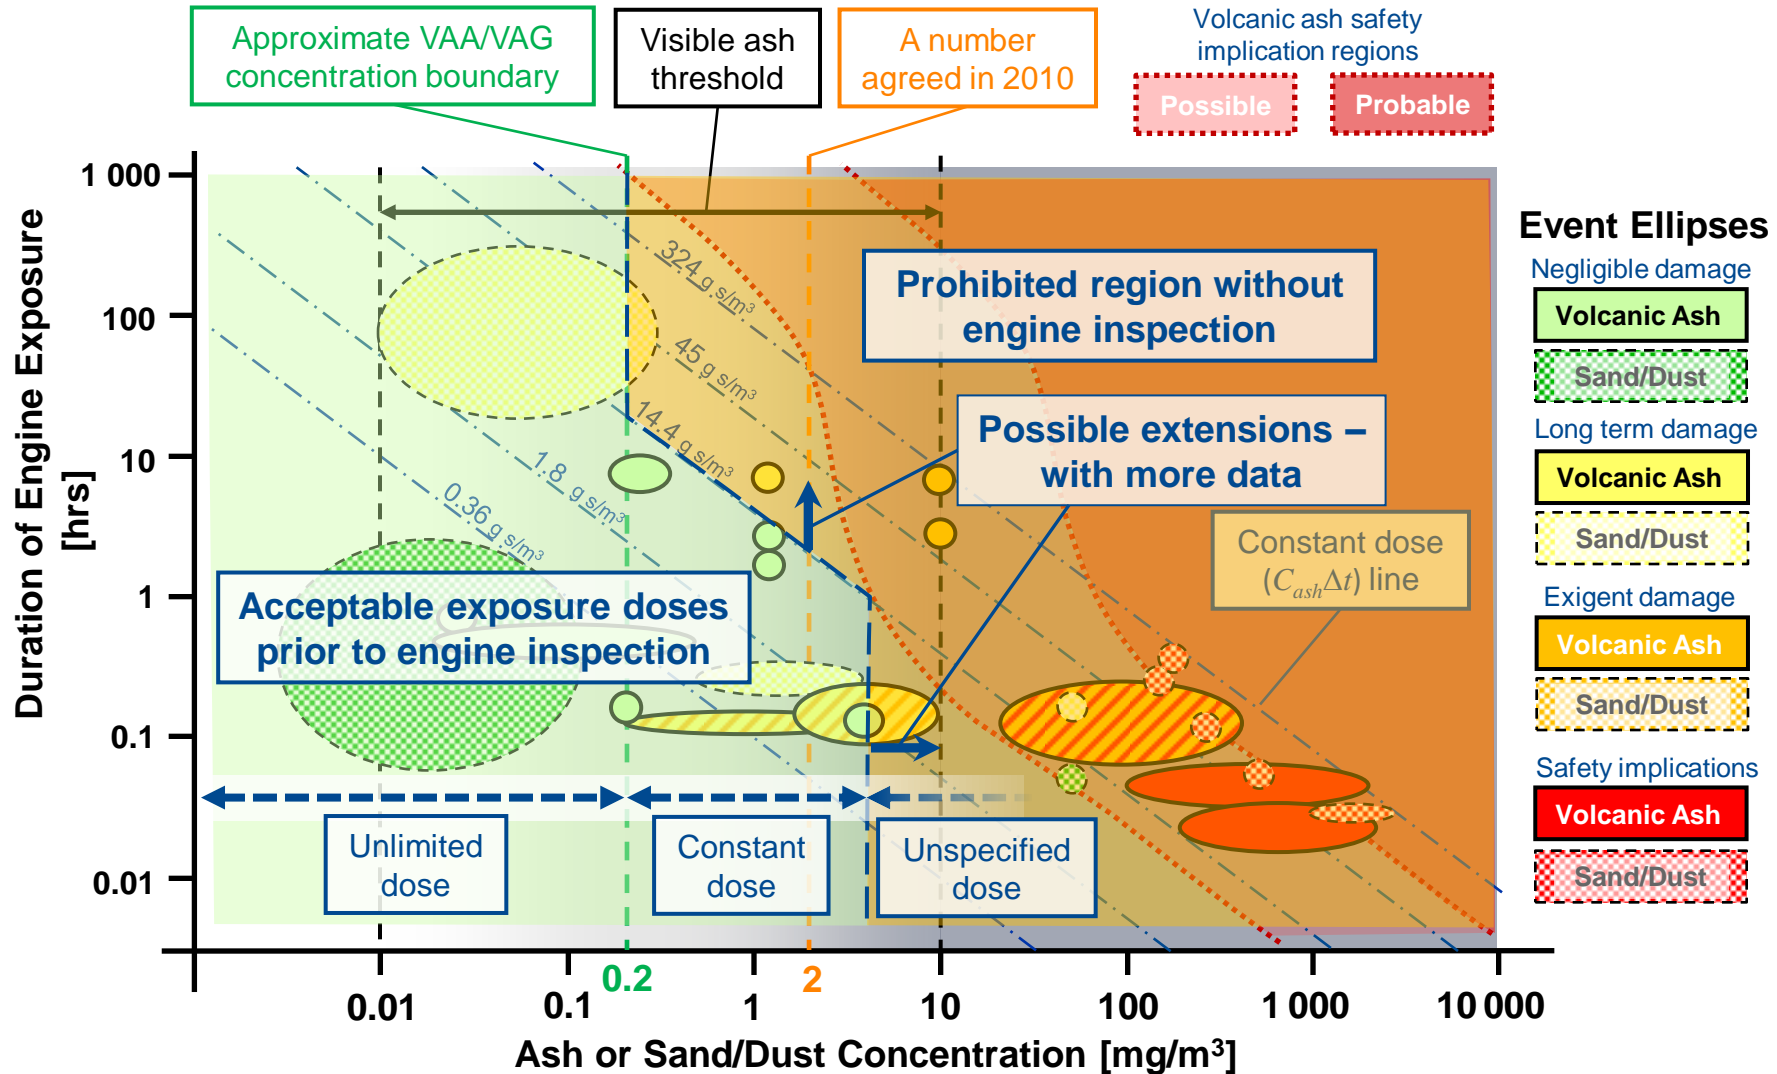 Approximate VAA/VAG
concentration boundary
Visible ash
threshold
A number
agreed in 2010
Volcanic ash safety
implication regions
Possible
Probable
Duration of Engine Exposure
[hrs]
1 000
100
10
1
0.1
0.01
324 g s/m³
45 g s/m³
14.4 g s/m³
1.8 g s/m³
0.36 g s/m³
Prohibited region without
engine inspection
Possible extensions –
with more data
Constant dose
(C_ashΔt) line
Acceptable exposure doses
prior to engine inspection
Unlimited
dose
Constant
dose
Unspecified
dose
Event Ellipses
Negligible damage
Volcanic Ash
Sand/Dust
Long term damage
Volcanic Ash
Sand/Dust
Exigent damage
Volcanic Ash
Sand/Dust
Safety implications
Volcanic Ash
Sand/Dust
0.01
0.1
0.2
1
2
10
100
1 000
10 000
Ash or Sand/Dust Concentration [mg/m³]